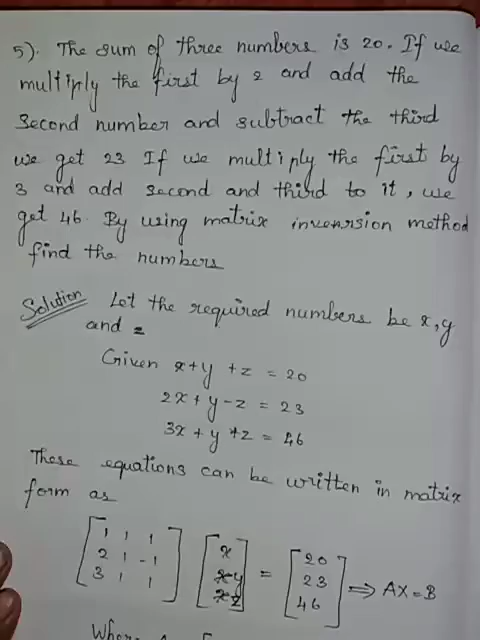 5). The sum of three numbers is 20. If we
multiply the first by 2 and add the
second number and subtract the third
we get 23 If we multiply the first by
3 and add second and third to it, we
get 46. By using matrix inversion method
find the numbers
Solution Let the required numbers be x, y
and z
Given x+y +z = 20
2x + y - z = 23
3x + y + z = 46
These equations can be written in matrix
form as
[1 1 1
2 1 -1
3 1 1] [x
y
z] = [20
23
46] ⟹ AX = B
Where A = [